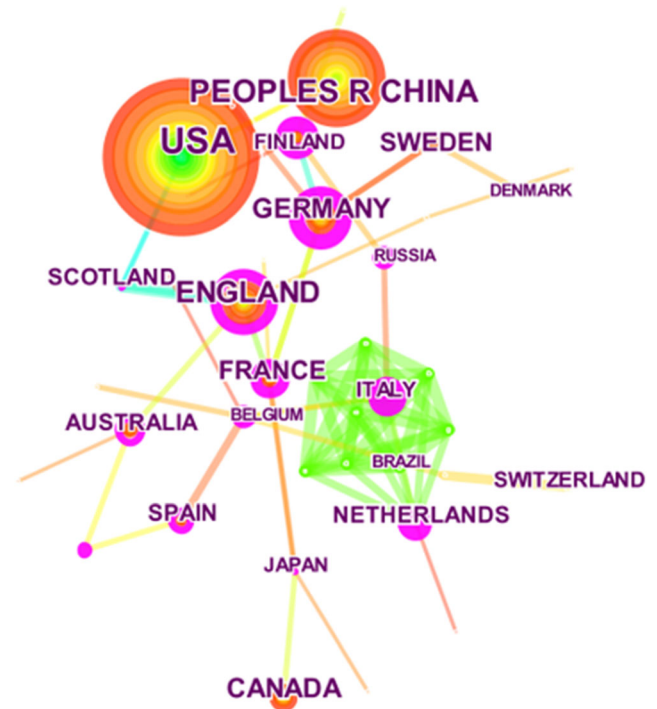 PEOPLES R CHINA
USA
FINLAND
SWEDEN
DENMARK
GERMANY
RUSSIA
SCOTLAND
ENGLAND
FRANCE
ITALY
BELGIUM
AUSTRALIA
BRAZIL
SWITZERLAND
SPAIN
NETHERLANDS
JAPAN
CANADA